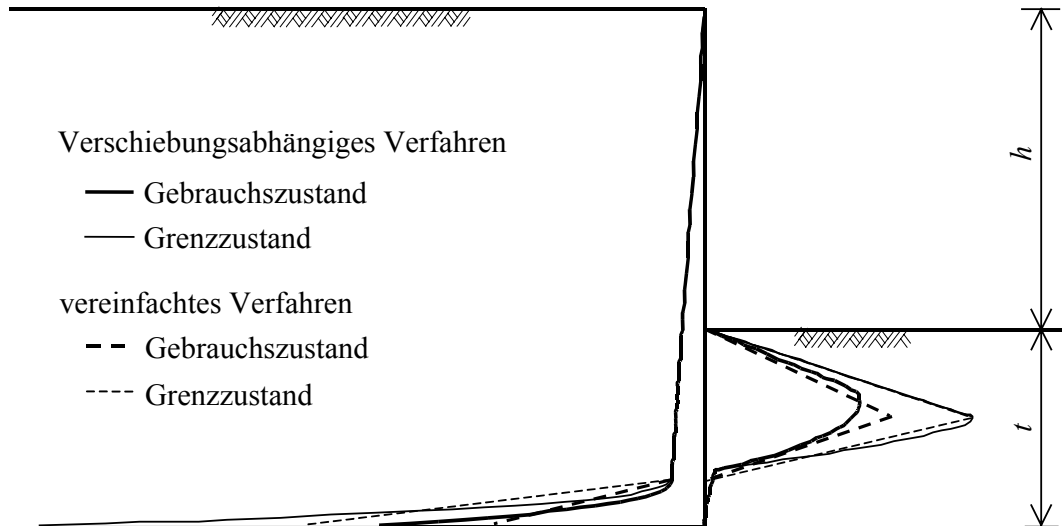 Verschiebungsabhängiges Verfahren
Gebrauchszustand
Grenzzustand
vereinfachtes Verfahren
Gebrauchszustand
Grenzzustand
h
t